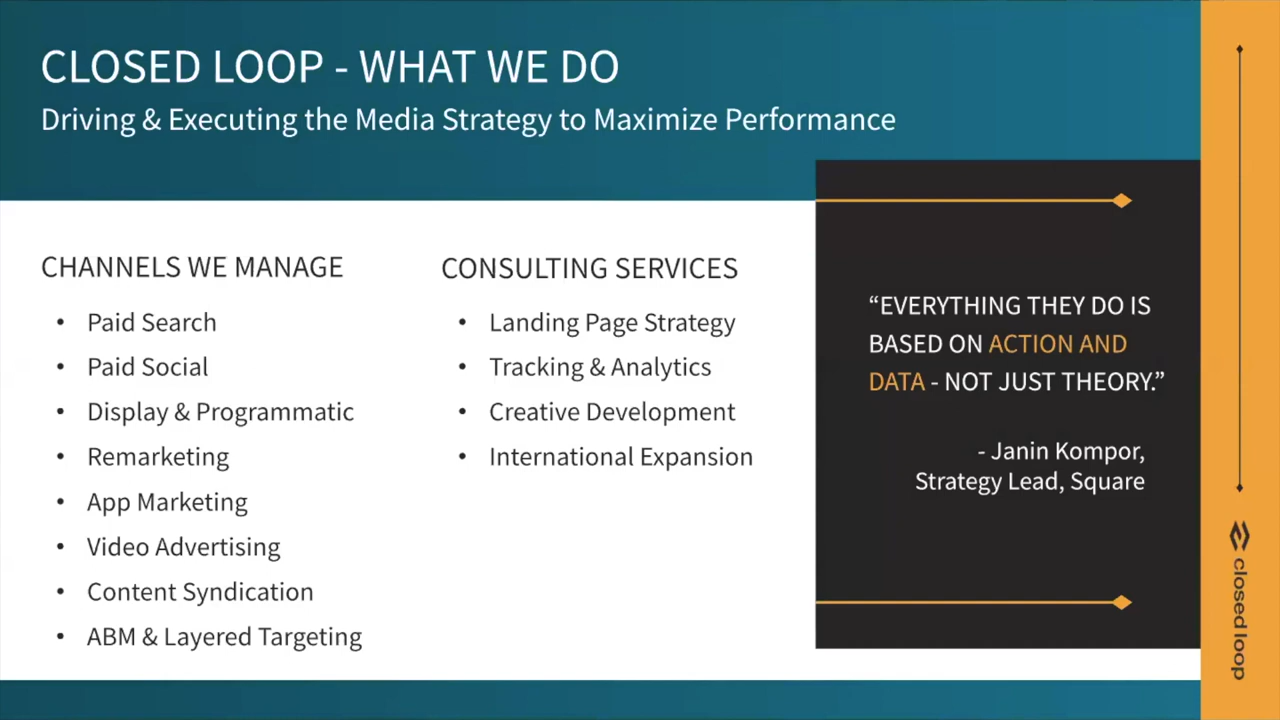 CLOSED LOOP - WHAT WE DO
Driving & Executing the Media Strategy to Maximize Performance
CHANNELS WE MANAGE
• Paid Search
• Paid Social
• Display & Programmatic
• Remarketing
• App Marketing
• Video Advertising
• Content Syndication
• ABM & Layered Targeting
CONSULTING SERVICES
• Landing Page Strategy
• Tracking & Analytics
• Creative Development
• International Expansion
“EVERYTHING THEY DO IS
BASED ON ACTION AND
DATA - NOT JUST THEORY.”
- Janin Kompor,
Strategy Lead, Square
closed loop